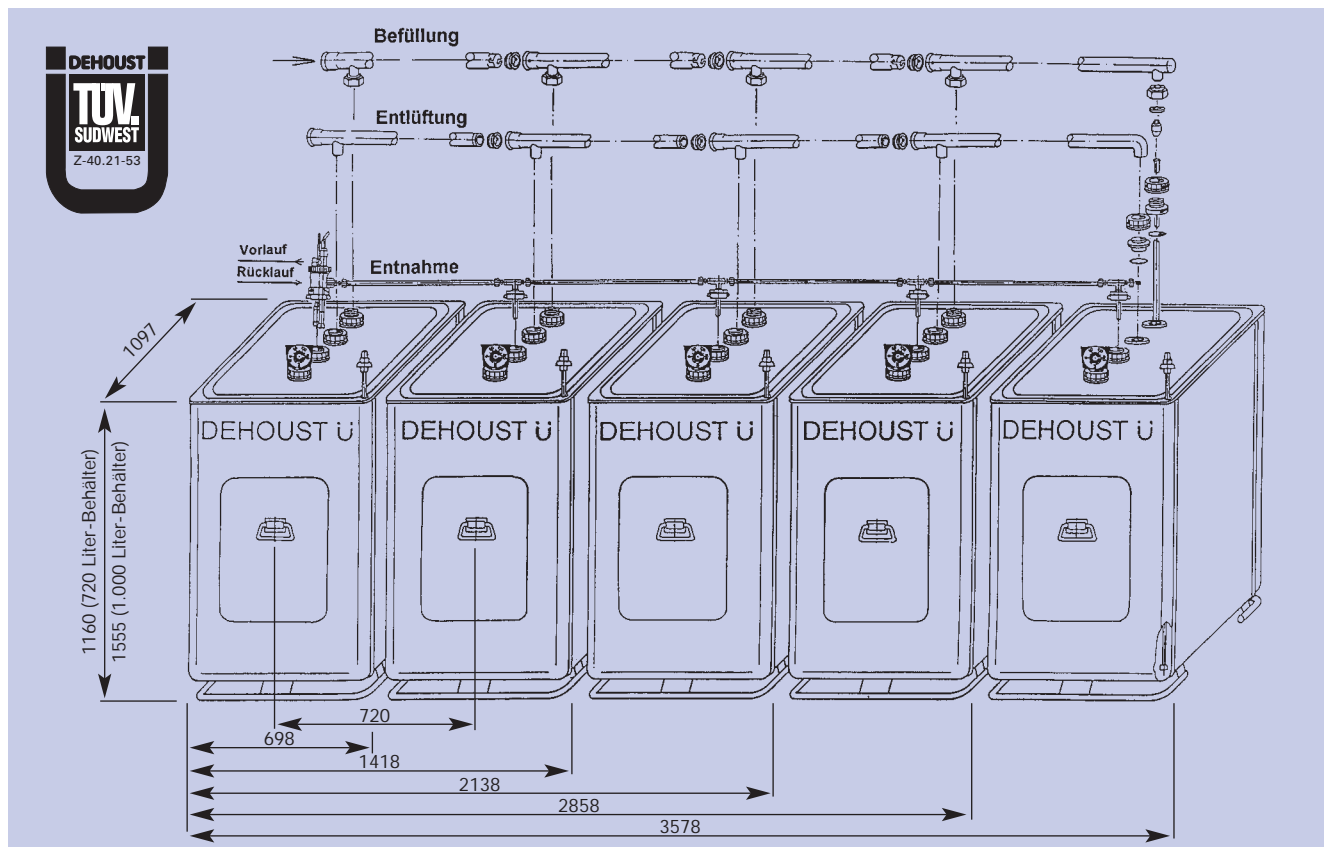 DEHOUST
TÜV.
SÜDWEST
Z-40.21-53
Befüllung
Entlüftung
Vorlauf
Rücklauf
Entnahme
1097
1160 (720 Liter-Behälter)
1555 (1.000 Liter-Behälter)
DEHOUST Ü
DEHOUST Ü
DEHOUST Ü
DEHOUST Ü
DEHOUST Ü
720
698
1418
2138
2858
3578